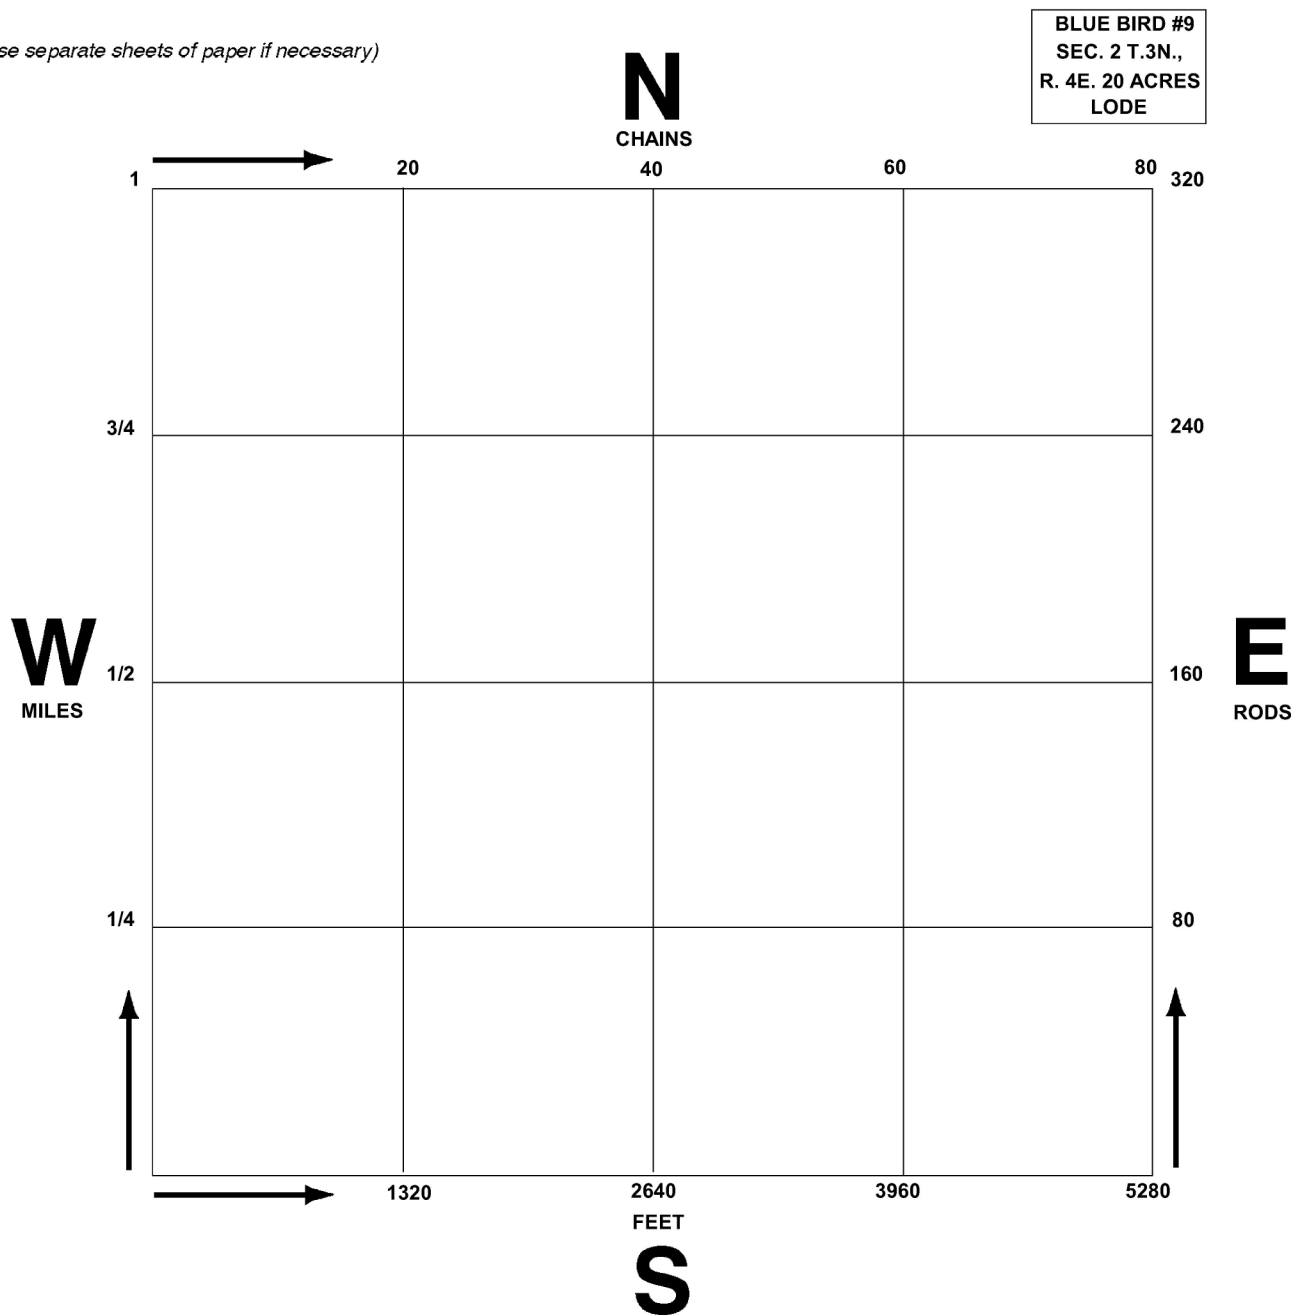 BLUE BIRD #9
SEC. 2 T.3N.,
R. 4E. 20 ACRES
LODE
se separate sheets of paper if necessary)
N
CHAINS
1 20 40 60 80 320
3/4 240
W E
1/2 160
MILES RODS
1/4 80
1320 2640 3960 5280
FEET
S